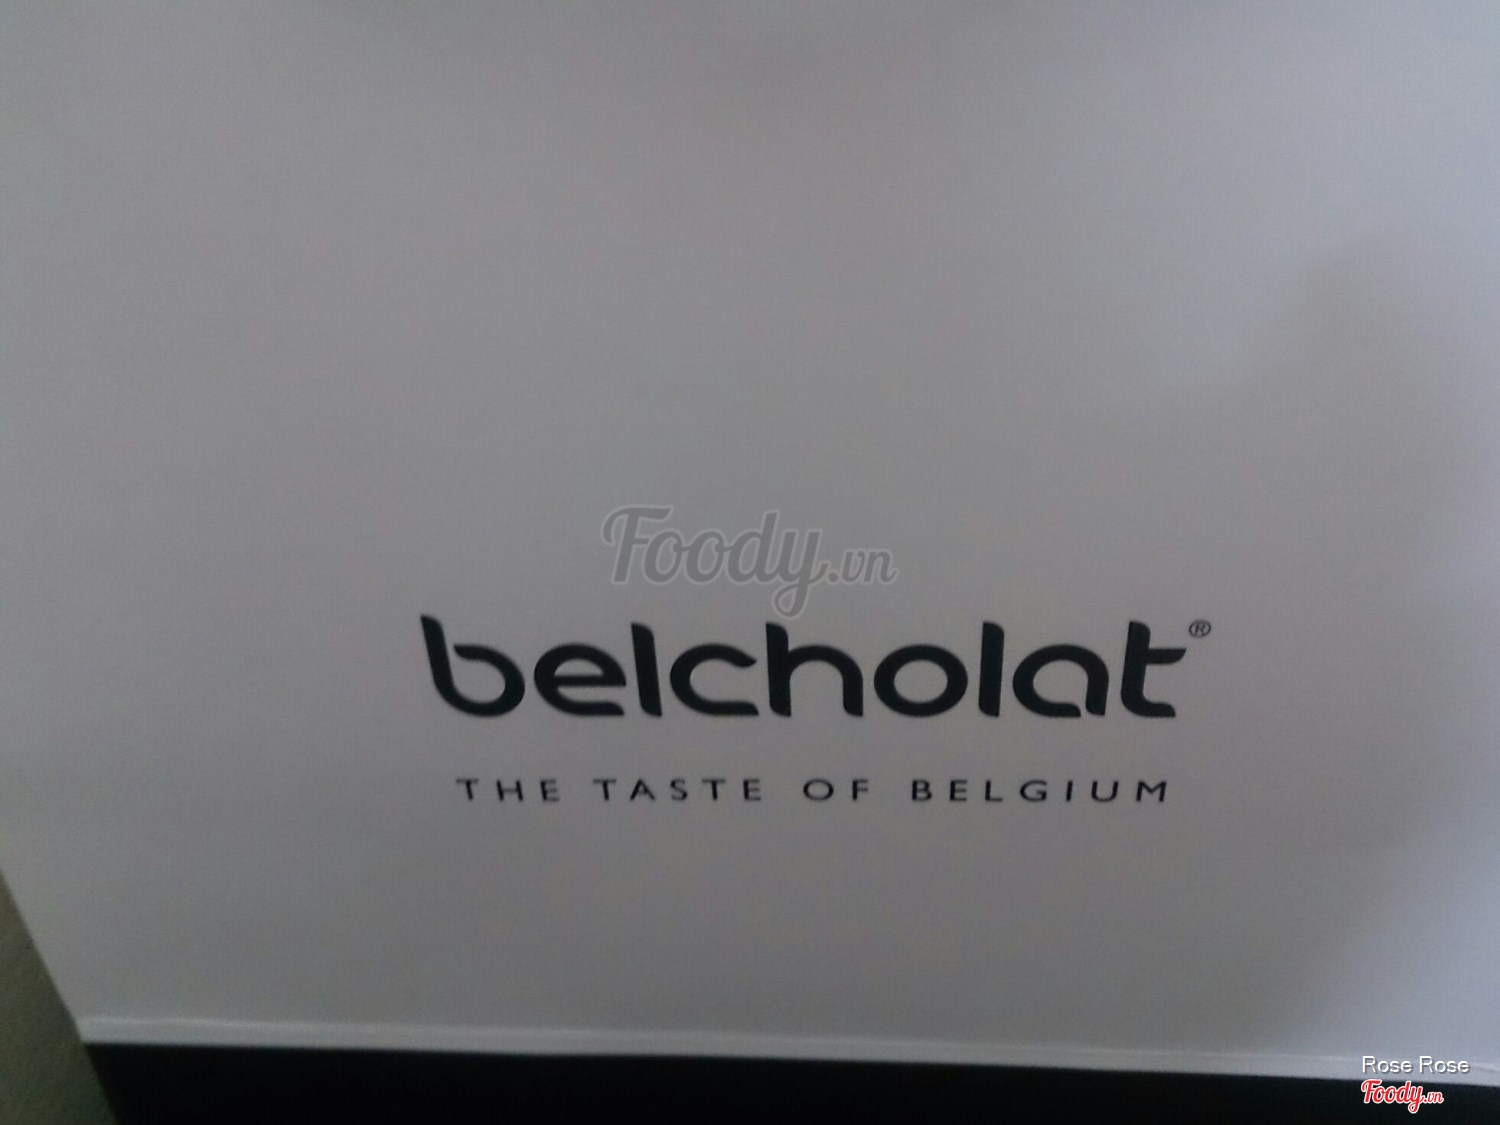 Foody.vn
belcholat®
THE TASTE OF BELGIUM
Rose Rose
Foody.vn